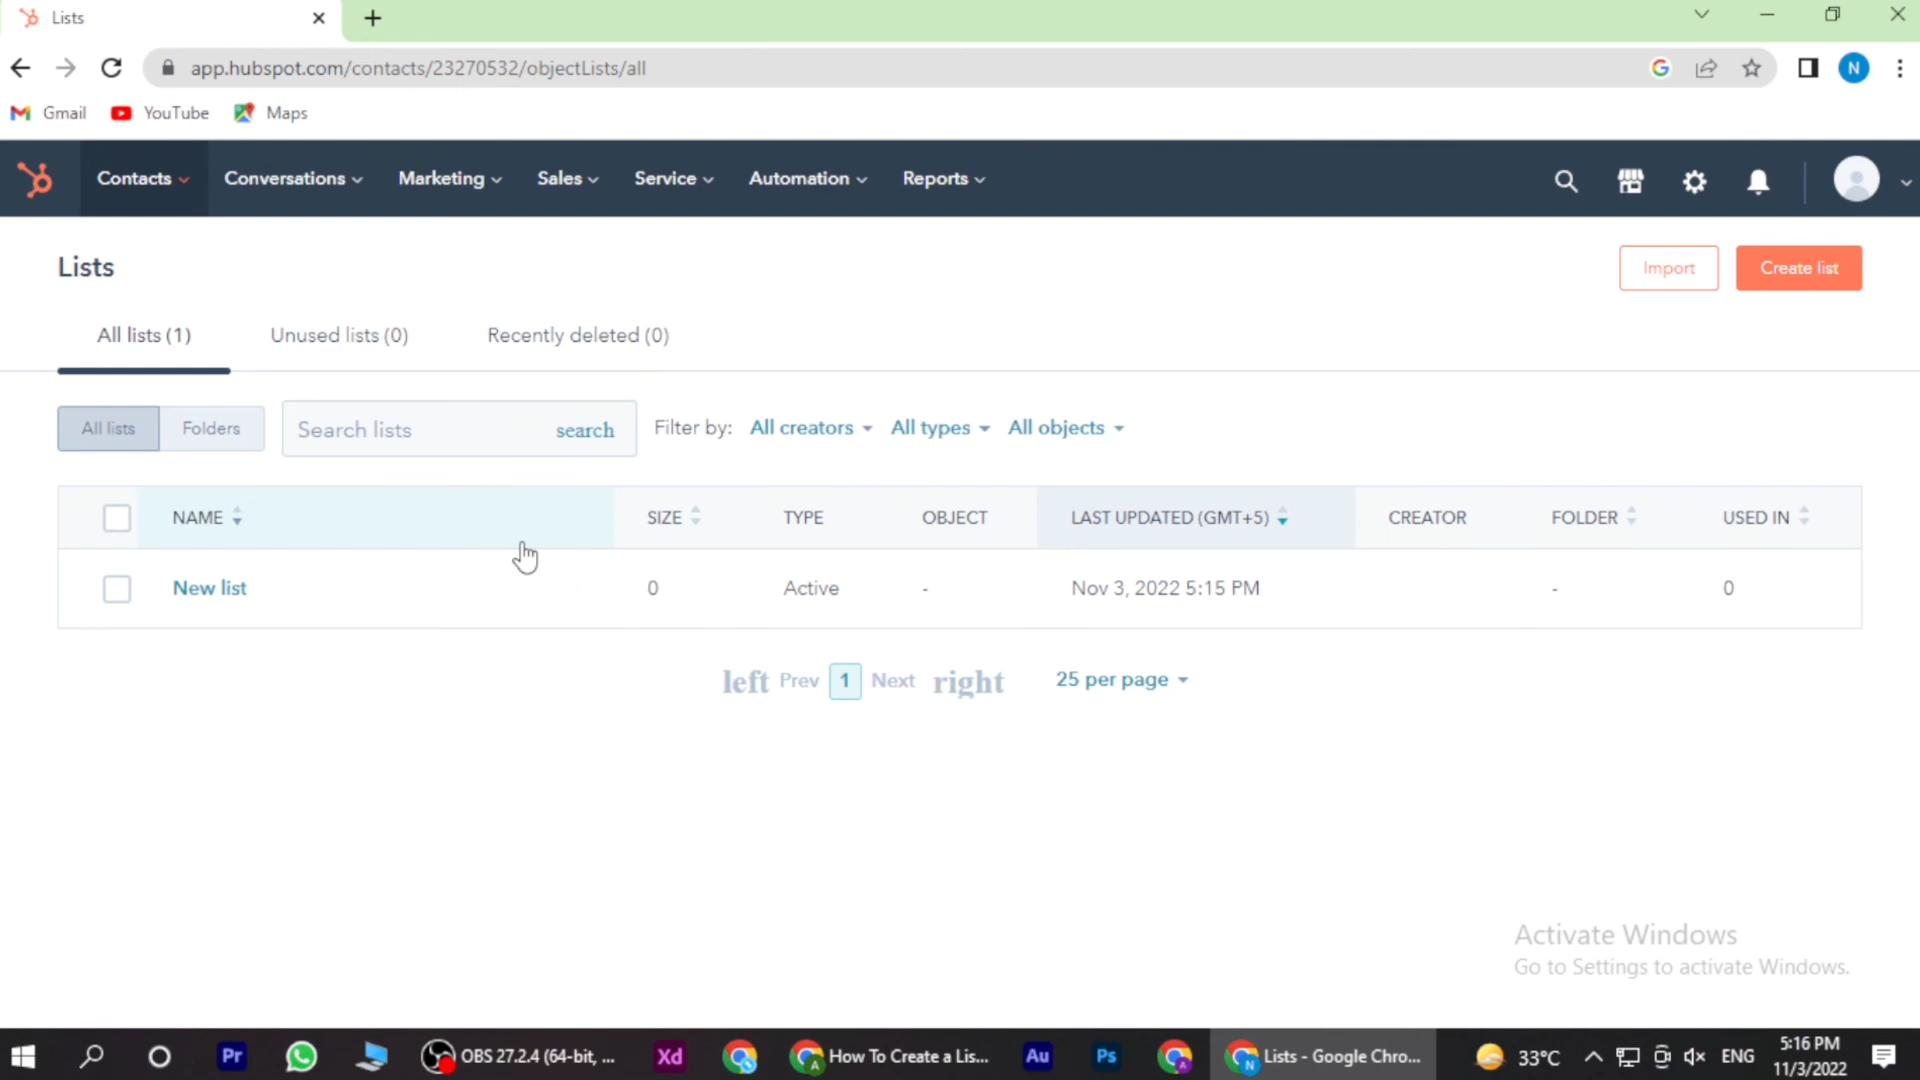 Lists
app.hubspot.com/contacts/23270532/objectLists/all
G
N
Gmail YouTube Maps
Contacts Conversations Marketing Sales Service Automation Reports
Lists
Import Create list
All lists (1) Unused lists (0) Recently deleted (0)
All lists Folders Search lists search Filter by: All creators All types All objects
NAME SIZE TYPE OBJECT LAST UPDATED (GMT+5) CREATOR FOLDER USED IN
New list 0 Active - Nov 3, 2022 5:15 PM - 0
left Prev 1 Next right 25 per page
Activate Windows
Go to Settings to activate Windows.
Pr OBS 27.2.4 (64-bit, ... Xd A How To Create a Lis... Au Ps A N Lists - Google Chro... 33°C ENG 5:16 PM
11/3/2022